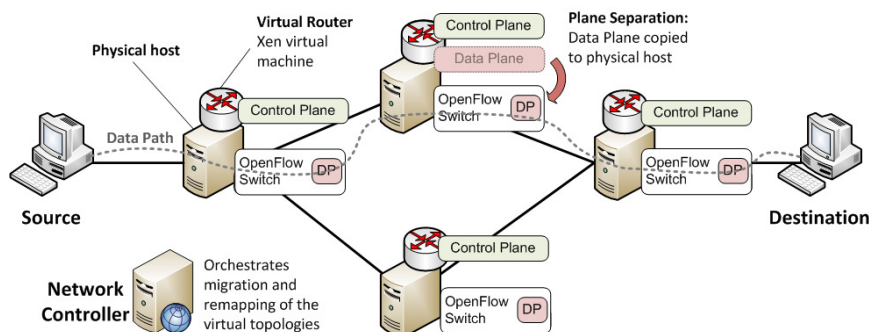 Virtual Router
Xen virtual
machine
Physical host
Control Plane
Data Plane
Plane Separation:
Data Plane copied
to physical host
OpenFlow
Switch
DP
Control Plane
Data Path
OpenFlow
Switch
DP
Control Plane
OpenFlow
Switch
DP
Source
Destination
Control Plane
OpenFlow
Switch
DP
Network
Controller
Orchestrates
migration and
remapping of the
virtual topologies